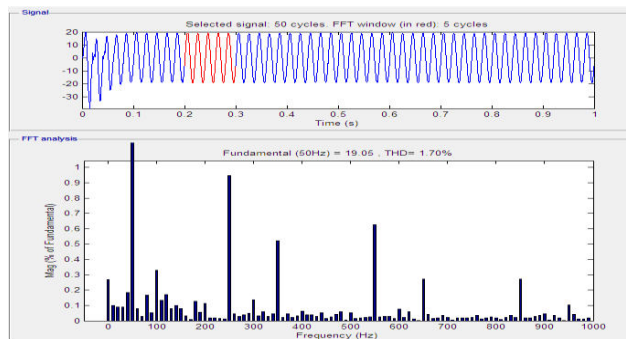 Signal
Selected signal: 50 cycles. FFT window (in red): 5 cycles
20
10
0
-10
-20
-30
0 0.1 0.2 0.3 0.4 0.5 0.6 0.7 0.8 0.9 1
Time (s)
FFT analysis
Fundamental (50Hz) = 19.05 , THD= 1.70%
Mag (% of Fundamental)
1
0.9
0.8
0.7
0.6
0.5
0.4
0.3
0.2
0.1
0
0 100 200 300 400 500 600 700 800 900 1000
Frequency (Hz)